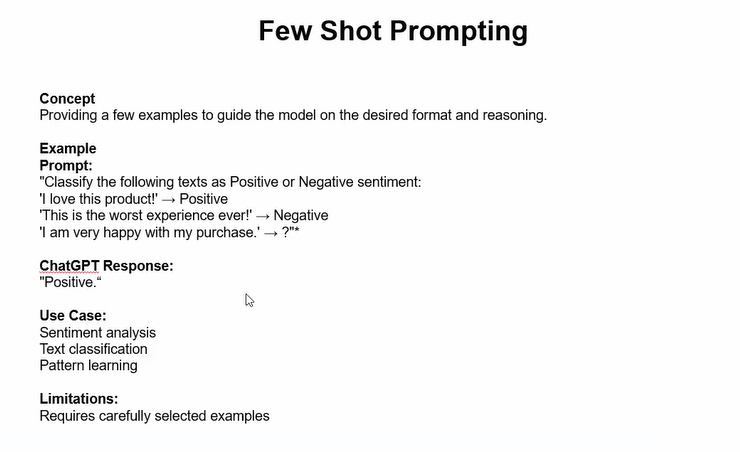 Few Shot Prompting
Concept
Providing a few examples to guide the model on the desired format and reasoning.
Example
Prompt:
"Classify the following texts as Positive or Negative sentiment:
'I love this product!' → Positive
'This is the worst experience ever!' → Negative
'I am very happy with my purchase.' → ?"*
ChatGPT Response:
"Positive.“
Use Case:
Sentiment analysis
Text classification
Pattern learning
Limitations:
Requires carefully selected examples